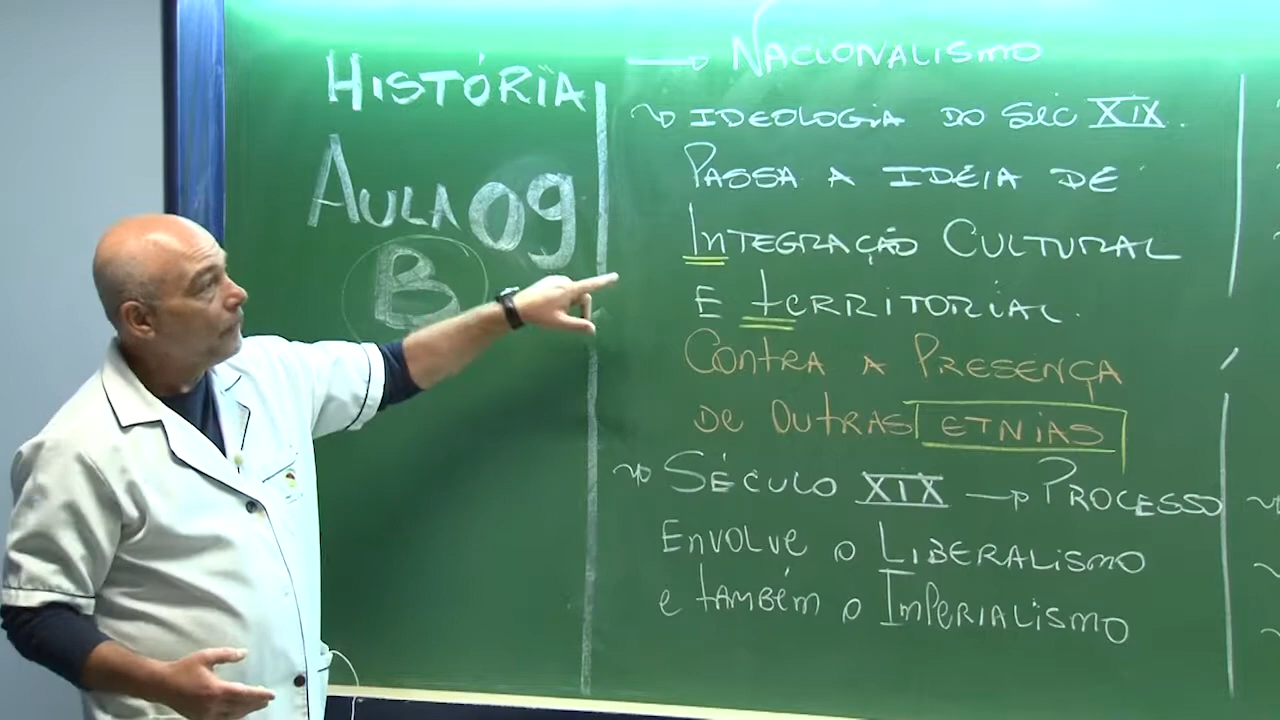 HISTÓRIA
AULA 09
B
→ NACIONALISMO
IDEOLOGIA DO SÉC XIX.
PASSA A IDÉIA DE
INTEGRAÇÃO CULTURAL
E TERRITORIAL.
CONTRA A PRESENÇA
DE OUTRAS ETNIAS
SÉCULO XIX → PROCESSO
ENVOLVE O LIBERALISMO
E TAMBÉM O IMPERIALISMO